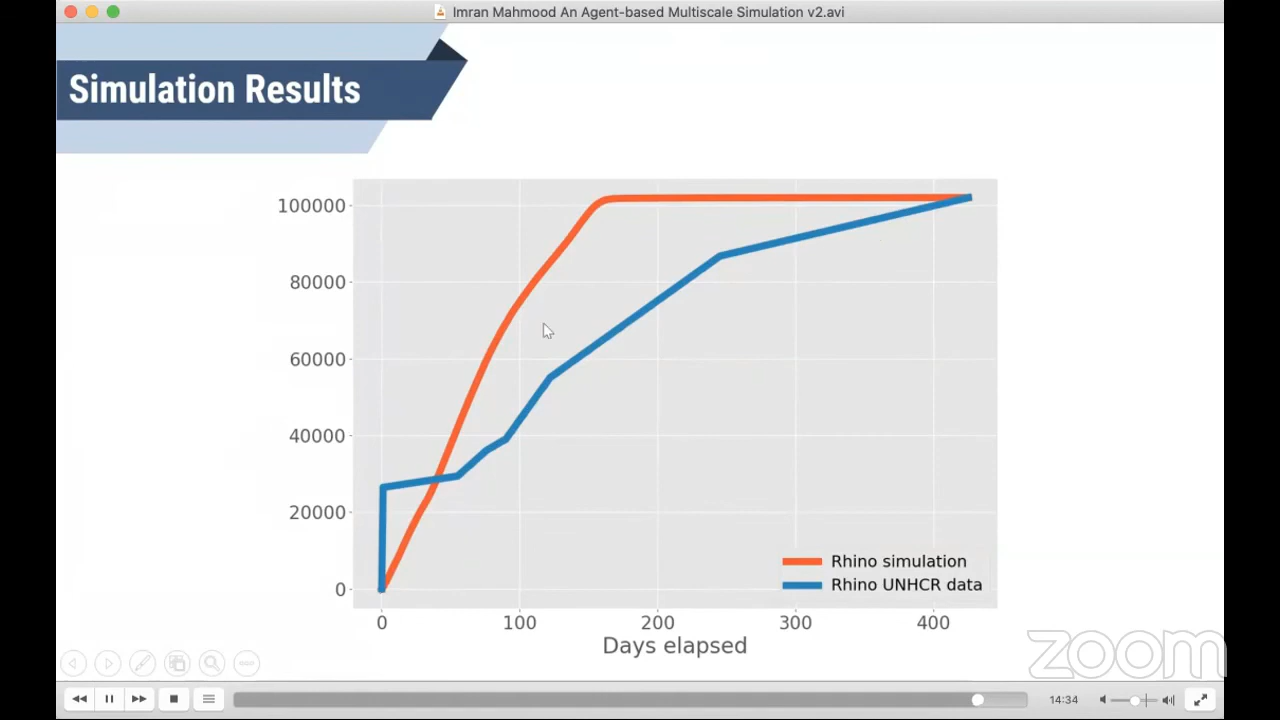 Imran Mahmood An Agent-based Multiscale Simulation v2.avi
Simulation Results
100000
80000
60000
40000
20000
0
0 100 200 300 400
Days elapsed
Rhino simulation
Rhino UNHCR data
zoom
14:34